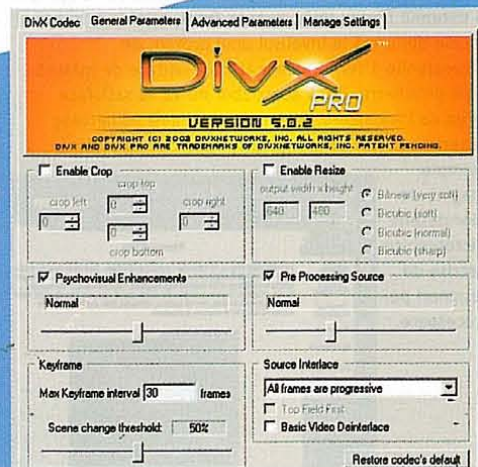 DivX Codec General Parameters Advanced Parameters Manage Settings
DivX™
PRO
VERSION 5.0.2
COPYRIGHT (C) 2002 DIVXNETWORKS, INC. ALL RIGHTS RESERVED.
DIVX AND DIVX PRO ARE TRADEMARKS OF DIVXNETWORKS, INC. PATENT PENDING.
Enable Crop
crop top
crop left 0 crop right
0 0
0
crop bottom
Enable Resize
output width x height
640 480
Bilinear (very soft)
Bicubic (soft)
Bicubic (normal)
Bicubic (sharp)
Psychovisual Enhancements
Normal
Pre Processing Source
Normal
Keyframe
Max Keyframe interval 30 frames
Scene change threshold: 50%
Source Interlace
All frames are progressive
Top Field First
Basic Video Deinterlace
Restore codec's default